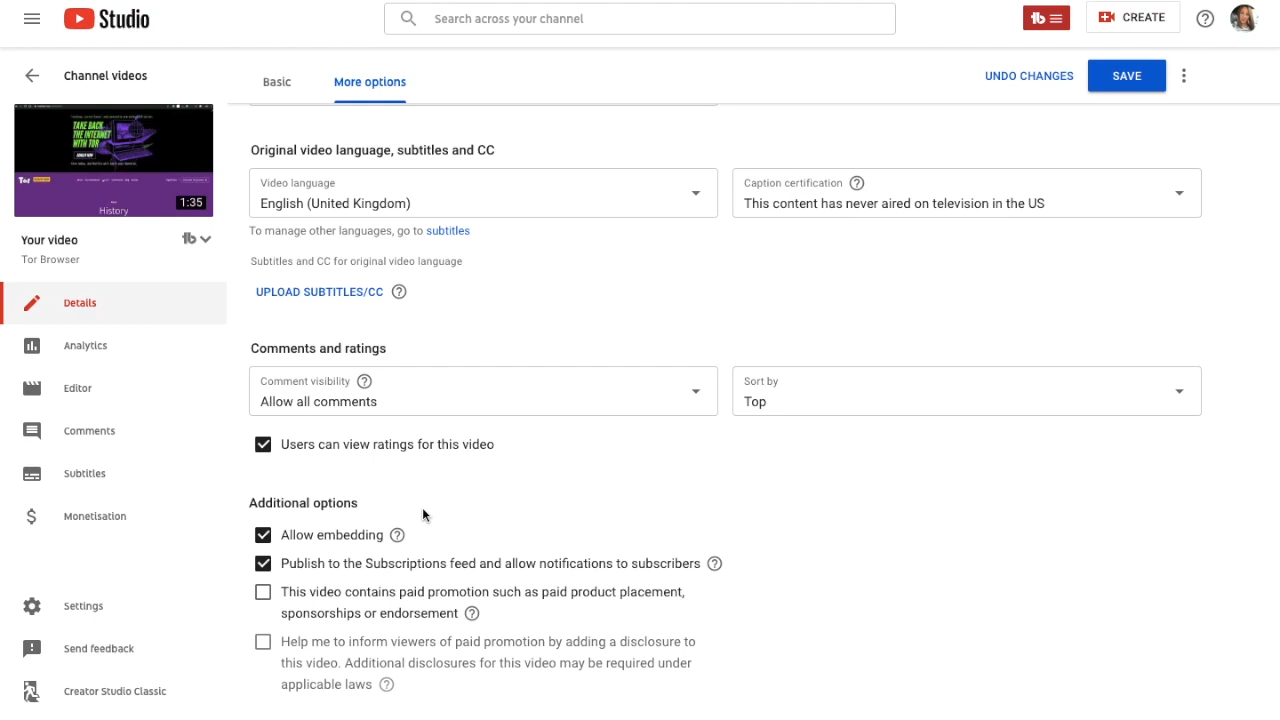 Studio
Search across your channel
tb
CREATE
Channel videos
Basic
More options
UNDO CHANGES
SAVE
TAKE BACK
THE INTERNET
WITH TOR
Tor
History
1:35
Your video
tb
Tor Browser
Details
Analytics
Editor
Comments
Subtitles
Monetisation
Settings
Send feedback
Creator Studio Classic
Original video language, subtitles and CC
Video language
English (United Kingdom)
Caption certification
This content has never aired on television in the US
To manage other languages, go to subtitles
Subtitles and CC for original video language
UPLOAD SUBTITLES/CC
Comments and ratings
Comment visibility
Allow all comments
Sort by
Top
Users can view ratings for this video
Additional options
Allow embedding
Publish to the Subscriptions feed and allow notifications to subscribers
This video contains paid promotion such as paid product placement,
sponsorships or endorsement
Help me to inform viewers of paid promotion by adding a disclosure to
this video. Additional disclosures for this video may be required under
applicable laws